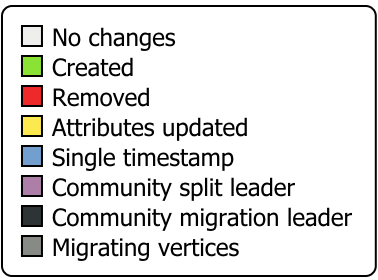 No changes
Created
Removed
Attributes updated
Single timestamp
Community split leader
Community migration leader
Migrating vertices